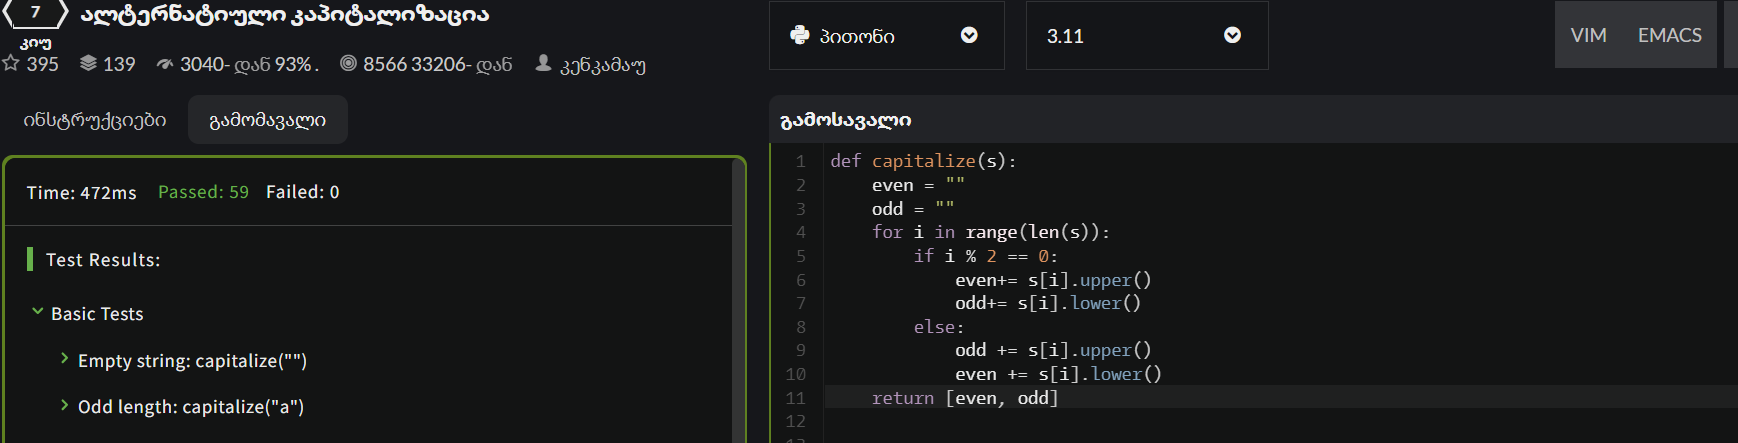 7 ალტერნატიული კაპიტალიზაცია
კიუ
395 139 3040- დან 93% . 8566 33206- დან კენკამაუ
ინსტრუქციები გამომავალი
Time: 472ms Passed: 59 Failed: 0
Test Results:
Basic Tests
Empty string: capitalize("")
Odd length: capitalize("a")
პითონი 3.11 VIM EMACS
გამოსავალი
1 def capitalize(s):
2     even = ""
3     odd = ""
4     for i in range(len(s)):
5         if i % 2 == 0:
6             even+= s[i].upper()
7             odd+= s[i].lower()
8         else:
9             odd += s[i].upper()
10             even += s[i].lower()
11     return [even, odd]
12